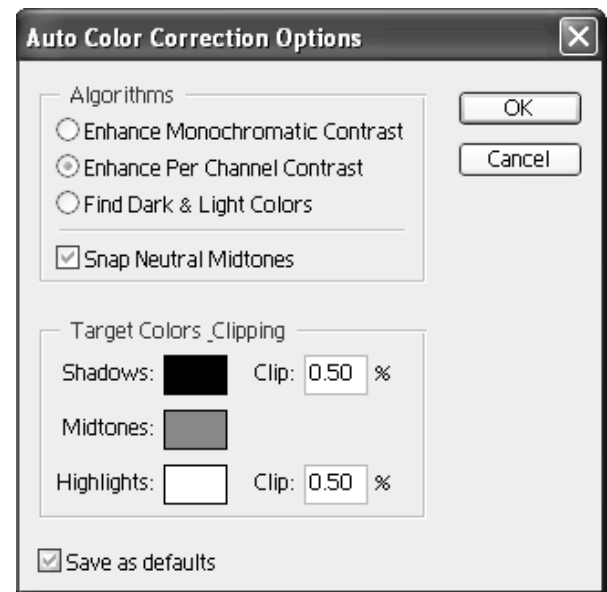 Auto Color Correction Options
Algorithms
Enhance Monochromatic Contrast
Enhance Per Channel Contrast
Find Dark & Light Colors
Snap Neutral Midtones
OK
Cancel
Target Colors _Clipping
Shadows: Clip: 0.50 %
Midtones:
Highlights: Clip: 0.50 %
Save as defaults